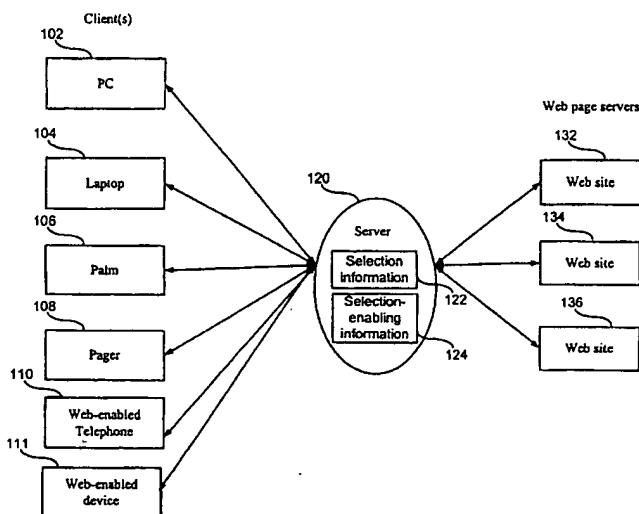 Client(s)
102
PC
104
Laptop
106
Palm
108
Pager
110
Web-enabled
Telephone
111
Web-enabled
device
120
Server
Selection
information
122
Selection-
enabling
information
124
Web page servers
132
Web site
134
Web site
136
Web site